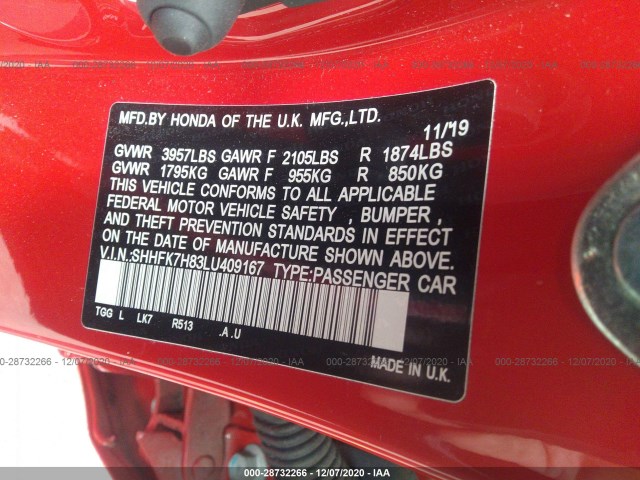 MFD.BY HONDA OF THE U.K. MFG.,LTD.
11/19
GVWR 3957LBS GAWR F 2105LBS R 1874LBS
GVWR 1795KG GAWR F 955KG R 850KG
THIS VEHICLE CONFORMS TO ALL APPLICABLE
FEDERAL MOTOR VEHICLE SAFETY , BUMPER ,
AND THEFT PREVENTION STANDARDS IN EFFECT
ON THE DATE OF MANUFACTURE SHOWN ABOVE.
V.I.N.:SHHFK7H83LU409167 TYPE:PASSENGER CAR
TGG L LK7 R513 .A.U
MADE IN U.K.
000-28732266 - 12/07/2020 - IAA